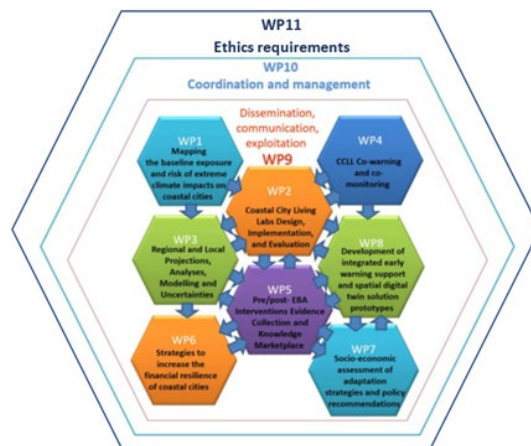 WP11
Ethics requirements
WP10
Coordination and management
Dissemination,
communication,
exploitation
WP9
WP1
Mapping
the baseline exposure
and risk of extreme
climate impacts on
coastal cities
WP4
CCLL Co-warning
and co-
monitoring
WP2
Coastal City Living
Labs Design,
Implementation,
and Evaluation
WP3
Regional and Local
Projections,
Analyses,
Modelling and
Uncertainties
WP8
Development of
integrated early
warning support
and spatial digital
twin solution
prototypes
WP5
Pre/post- EBA
Interventions Evidence
Collection and
Knowledge
Marketplace
WP6
Strategies to
increase the
financial resilience
of coastal cities
WP7
Socio-economic
assessment of
adaptation
strategies and policy
recommendations